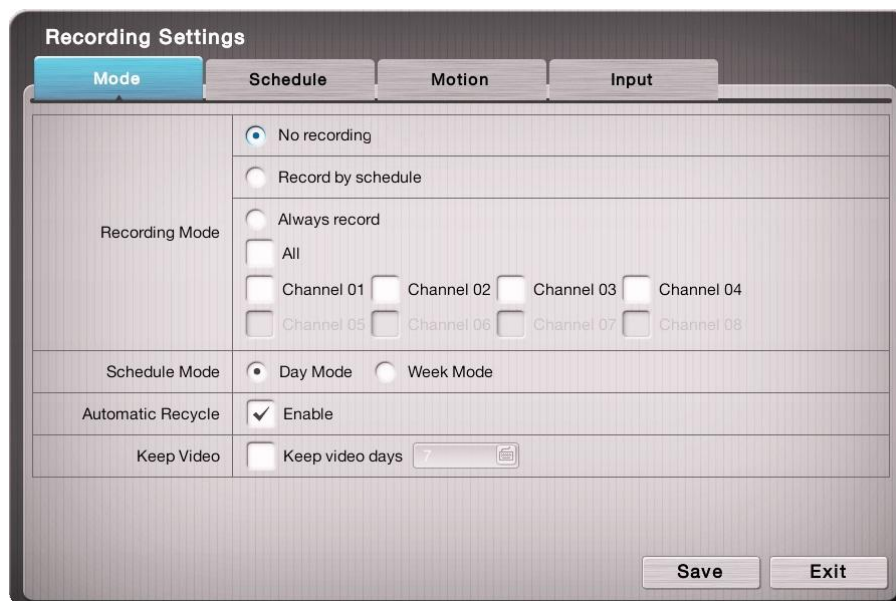 Recording Settings
Mode Schedule Motion Input
No recording
Record by schedule
Recording Mode
Always record
All
Channel 01 Channel 02 Channel 03 Channel 04
Channel 05 Channel 06 Channel 07 Channel 08
Schedule Mode Day Mode Week Mode
Automatic Recycle Enable
Keep Video Keep video days 7
Save Exit